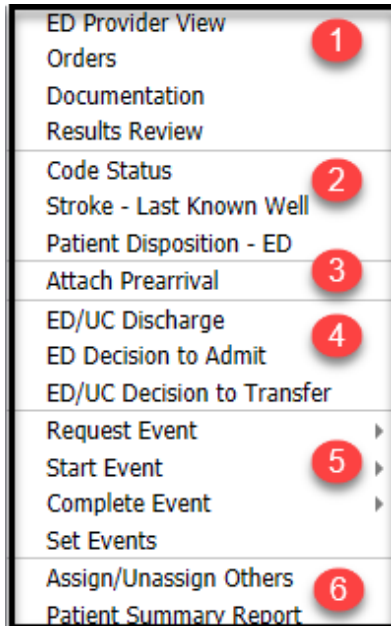 ED Provider View
1
Orders
Documentation
Results Review
Code Status
2
Stroke - Last Known Well
Patient Disposition - ED
3
Attach Prearrival
ED/UC Discharge
4
ED Decision to Admit
ED/UC Decision to Transfer
Request Event
Start Event
5
Complete Event
Set Events
Assign/Unassign Others
6
Patient Summary Report